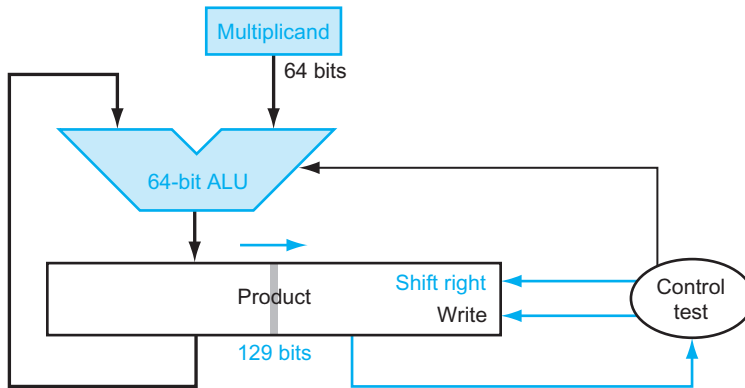 Multiplicand
64 bits
64-bit ALU
Product
Shift right
Write
Control
test
129 bits